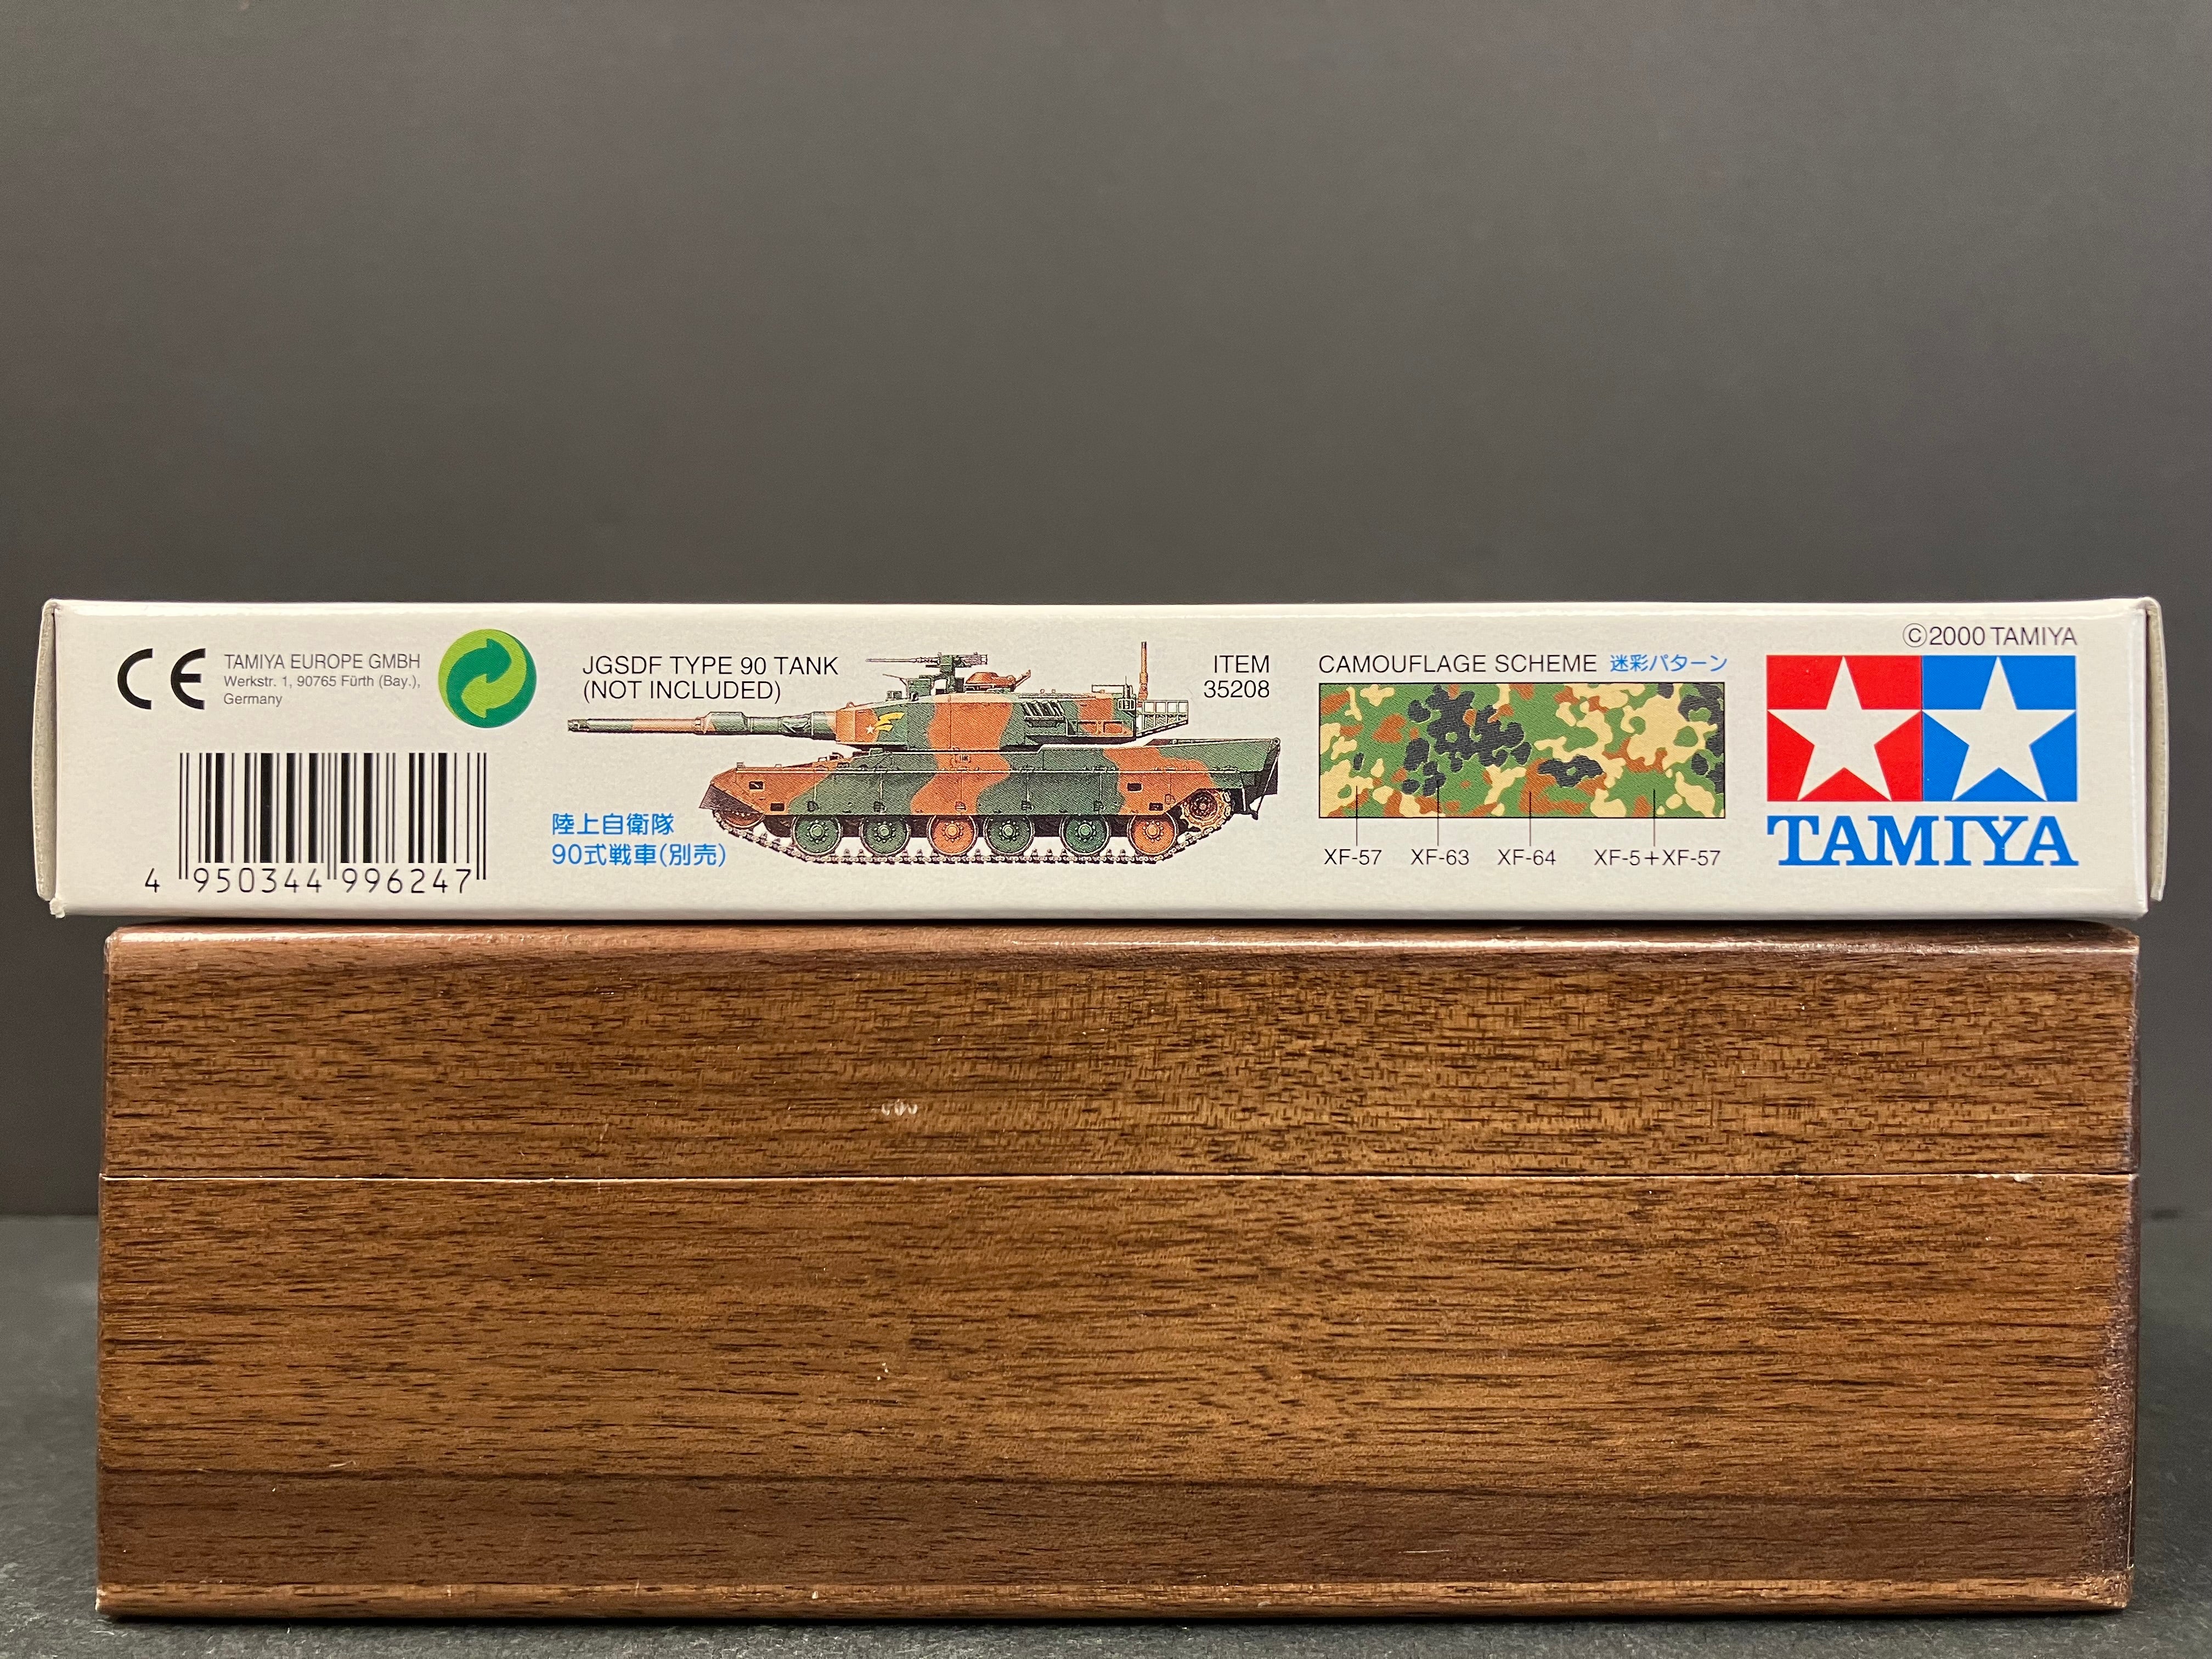 CE
TAMIYA EUROPE GMBH
Werkstr. 1, 90765 Fürth (Bay.),
Germany
4 950344 996247
JGSDF TYPE 90 TANK
(NOT INCLUDED)
陸上自衛隊
90式戦車(別売)
ITEM
35208
CAMOUFLAGE SCHEME 迷彩パターン
XF-57 XF-63 XF-64 XF-5+XF-57
©2000 TAMIYA
TAMIYA